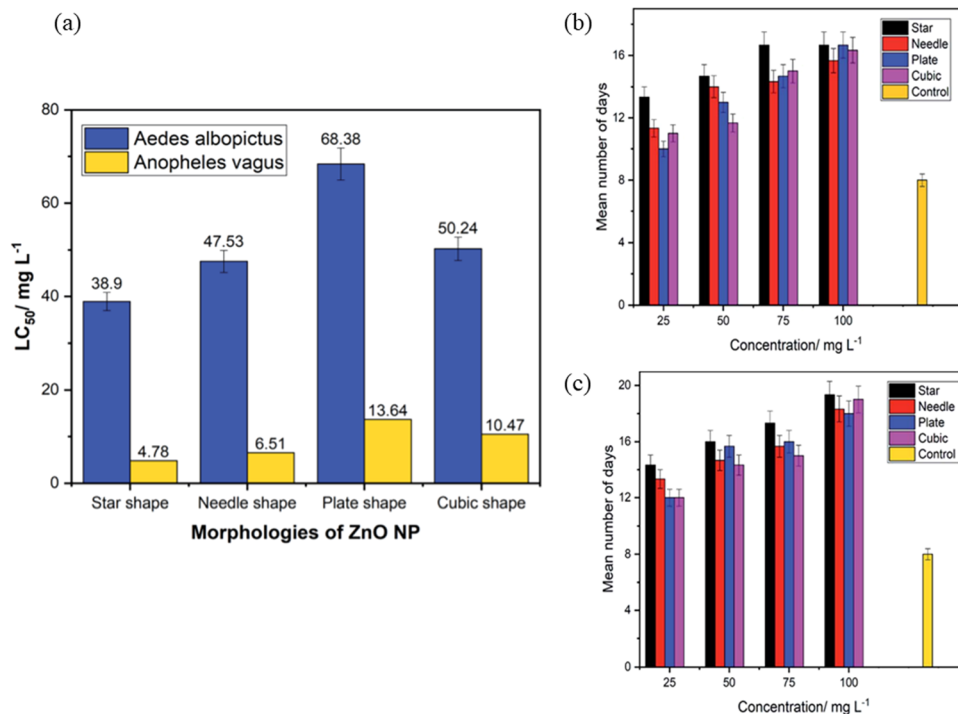 (a)
80
60
40
20
0
LC50/ mg L-1
Aedes albopictus
Anopheles vagus
38.9
4.78
47.53
6.51
68.38
13.64
50.24
10.47
Star shape Needle shape Plate shape Cubic shape
Morphologies of ZnO NP
(b)
16
12
8
4
0
Mean number of days
Star
Needle
Plate
Cubic
Control
25 50 75 100
Concentration/ mg L-1
(c)
20
16
12
8
4
0
Mean number of days
Star
Needle
Plate
Cubic
Control
25 50 75 100
Concentration/ mg L-1